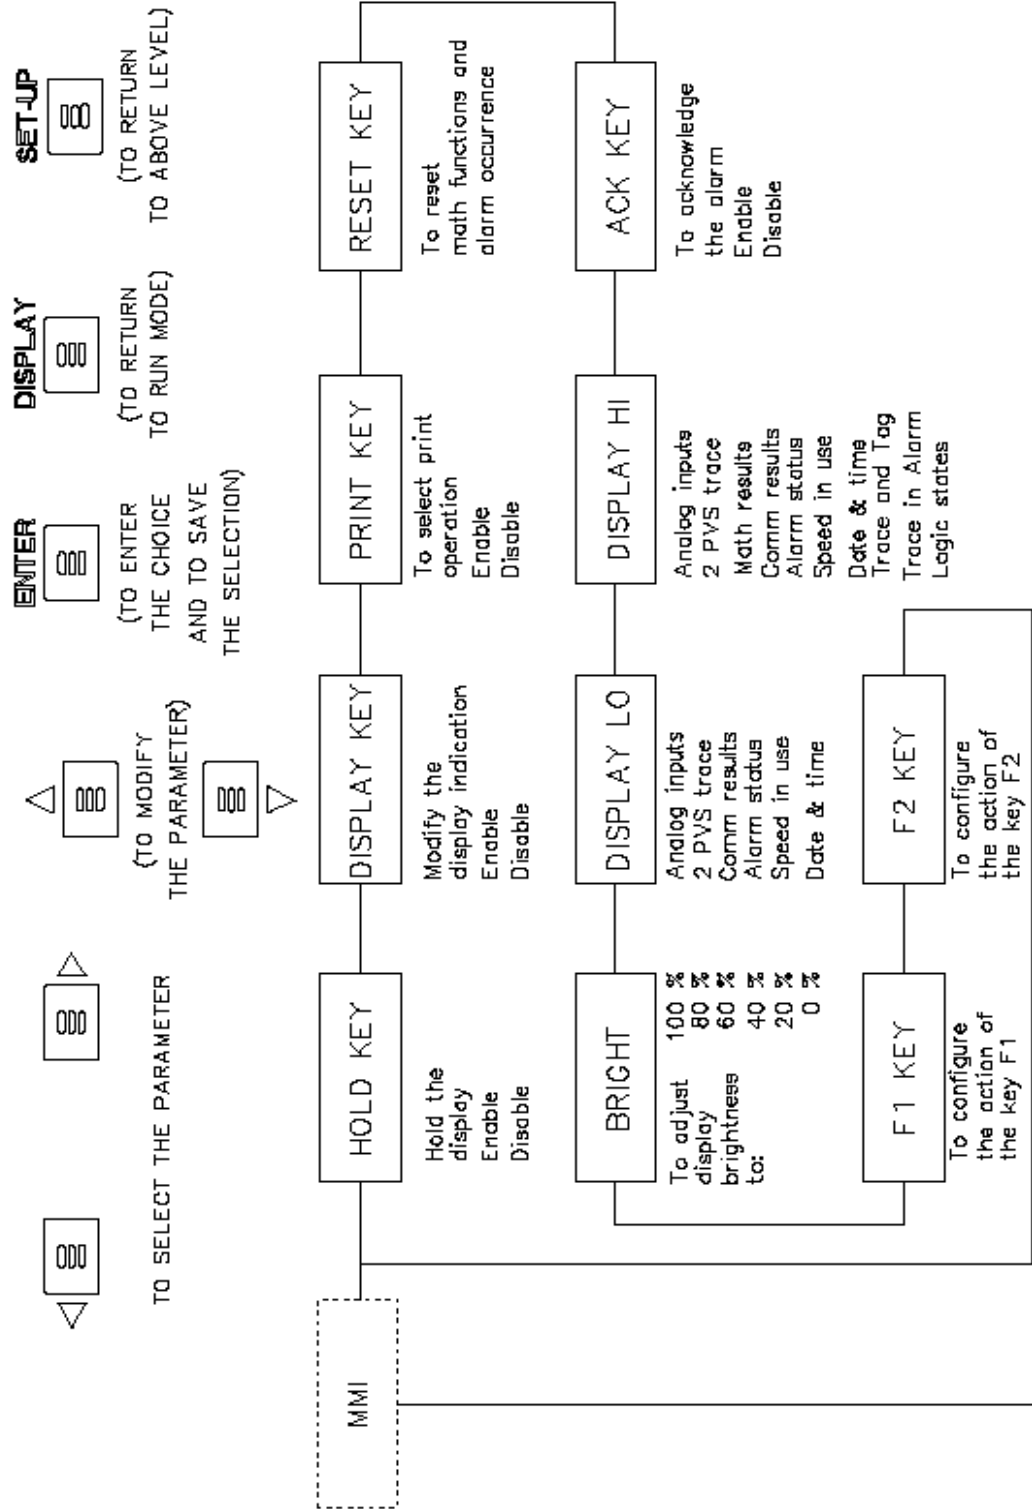 TO SELECT THE PARAMETER
(TO MODIFY
THE PARAMETER)
ENTER
(TO ENTER
THE CHOICE
AND TO SAVE
THE SELECTION)
DISPLAY
(TO RETURN
TO RUN MODE)
SET-UP
(TO RETURN
TO ABOVE LEVEL)
MMI
HOLD KEY
Hold the
display
Enable
Disable
DISPLAY KEY
Modify the
display indication
Enable
Disable
PRINT KEY
To select print
operation
Enable
Disable
RESET KEY
To reset
math functions and
alarm occurrence
BRIGHT
To adjust
display
brightness
to:
100 %
80 %
60 %
40 %
20 %
0 %
DISPLAY LO
Analog inputs
2 PVS trace
Comm results
Alarm status
Speed in use
Date & time
DISPLAY HI
Analog inputs
2 PVS trace
Math results
Comm results
Alarm status
Speed in use
Date & time
Trace and Tag
Trace in Alarm
Logic states
ACK KEY
To acknowledge
the alarm
Enable
Disable
F1 KEY
To configure
the action of
the key F1
F2 KEY
To configure
the action of
the key F2